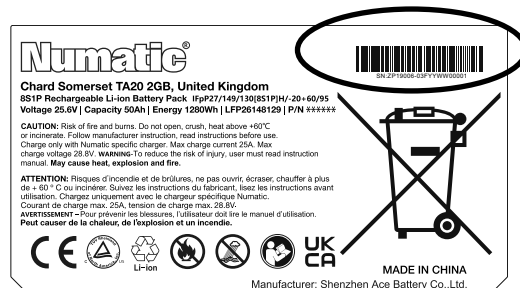 Numatic®
SN:ZP19006-03FYYWW00001
Chard Somerset TA20 2GB, United Kingdom
8S1P Rechargeable Li-ion Battery Pack IFpP27/149/130[8S1P]H/-20+60/95
Voltage 25.6V | Capacity 50Ah | Energy 1280Wh | LFP26148129 | P/N ******
CAUTION: Risk of fire and burns. Do not open, crush, heat above +60℃
or incinerate. Follow manufacturer instruction, read instructions before use.
Charge only with Numatic specific charger. Max charge current 25A. Max
charge voltage 28.8V. WARNING-To reduce the risk of injury, user must read instruction
manual. May cause heat, explosion and fire.
ATTENTION: Risques d'incendie et de brûlures, ne pas ouvrir, écraser, chauffer à plus
de + 60 ° C ou incinérer. Suivez les instructions du fabricant, lisez les instructions avant
utilisation. Chargez uniquement avec le chargeur spécifique Numatic.
Courant de charge max. 25A, tension de charge max. 28.8V.
AVERTISSEMENT – Pour prévenir les blessures, l'utilisateur doit lire le manuel d'utilisation.
Peut causer de la chaleur, de l'explosion et un incendie.
CE
Li-ion
UK
CA
MADE IN CHINA
Manufacturer: Shenzhen Ace Battery Co.,Ltd.